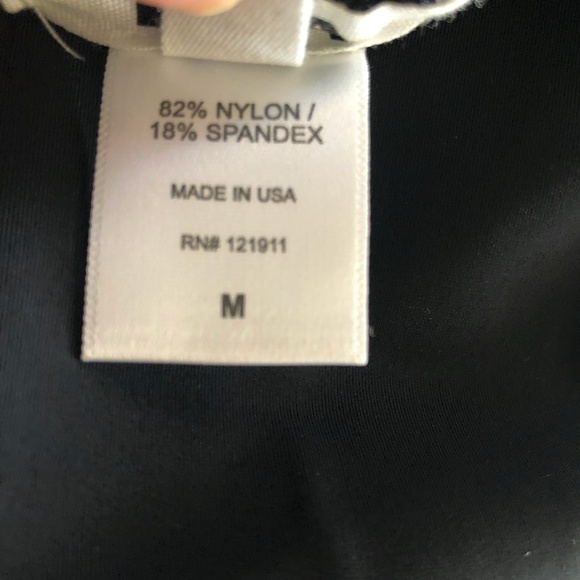 82% NYLON /
18% SPANDEX
MADE IN USA
RN# 121911
M